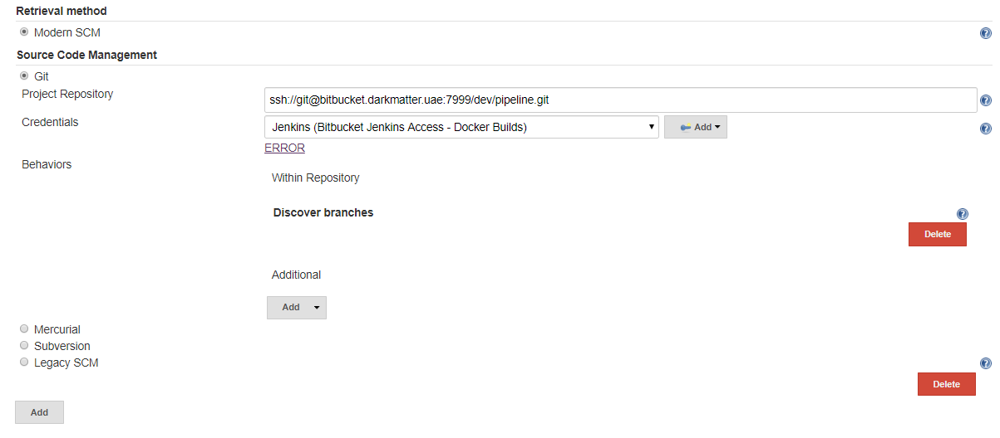 Retrieval method
Modern SCM
Source Code Management
Git
Project Repository
ssh://git@bitbucket.darkmatter.uae:7999/dev/pipeline.git
Credentials
Jenkins (Bitbucket Jenkins Access - Docker Builds)
Add
ERROR
Behaviors
Within Repository
Discover branches
Delete
Additional
Add
Mercurial
Subversion
Legacy SCM
Delete
Add